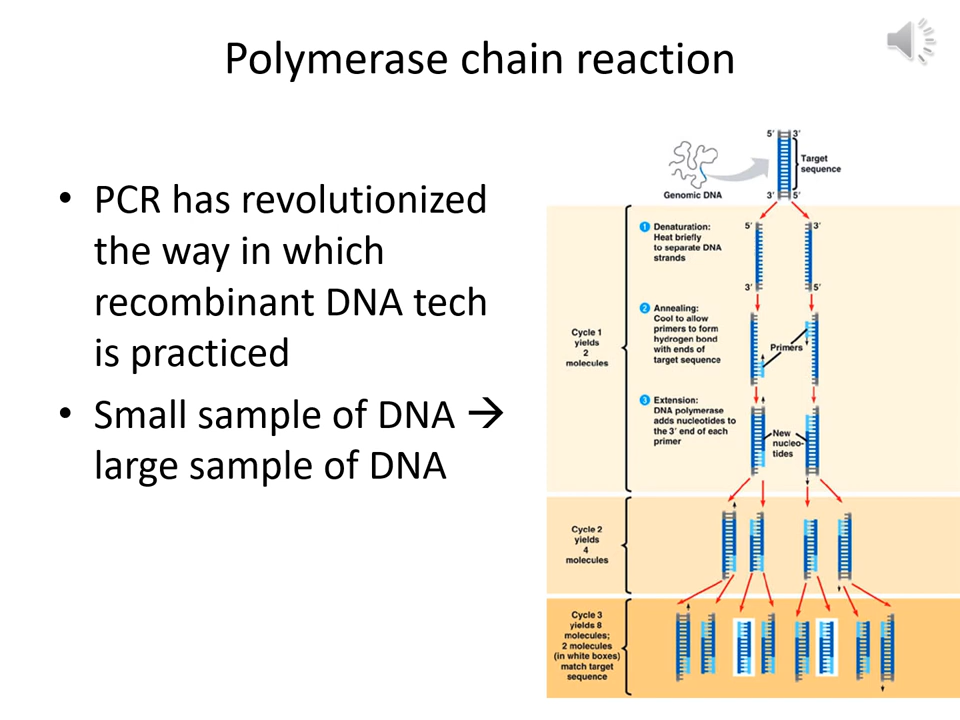 Polymerase chain reaction
• PCR has revolutionized
the way in which
recombinant DNA tech
is practiced
• Small sample of DNA →
large sample of DNA
5′ 3′
Target
sequence
Genomic DNA
3′ 5′
1 Denaturation:
Heat briefly
to separate DNA
strands
5′ 3′
3′ 5′
2 Annealing:
Cool to allow
primers to form
hydrogen bond
with ends of
target sequence
Cycle 1
yields
2
molecules
Primers
3 Extension:
DNA polymerase
adds nucleotides to
the 3′ end of each
primer
New
nucleo-
tides
Cycle 2
yields
4
molecules
Cycle 3
yields 8
molecules;
2 molecules
(in white boxes)
match target
sequence